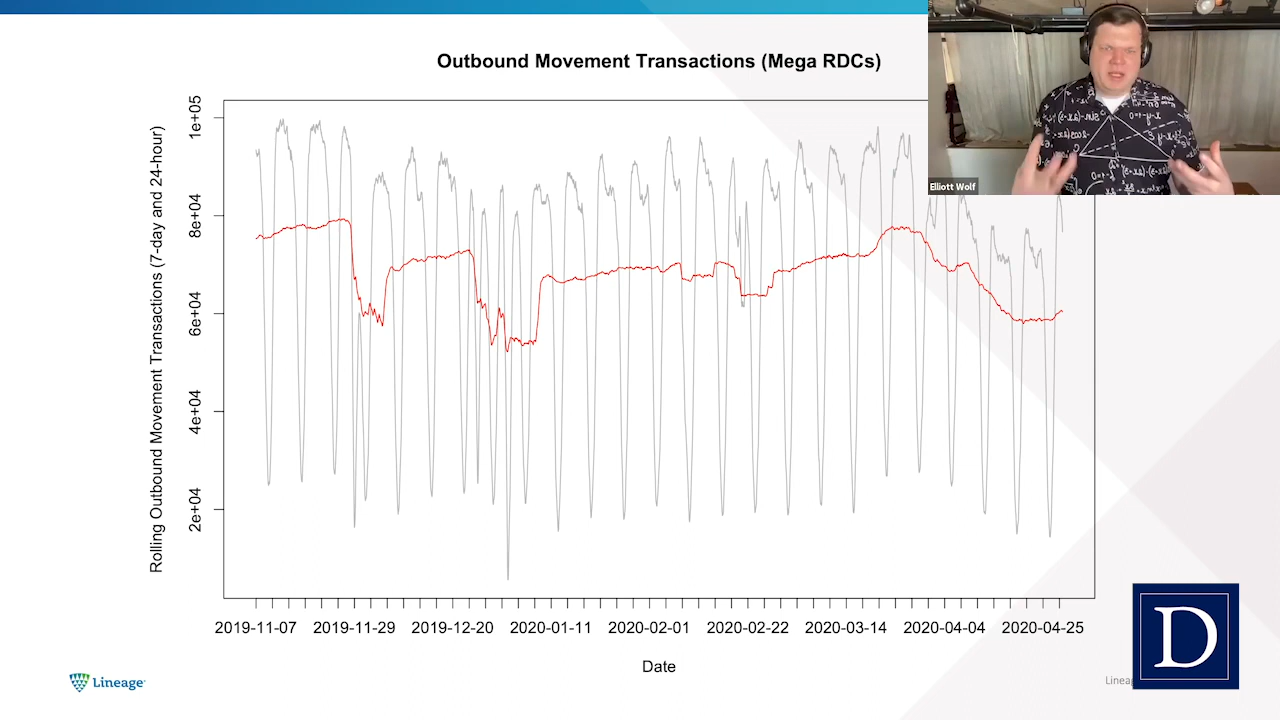 Outbound Movement Transactions (Mega RDCs)
Elliott Wolf
Rolling Outbound Movement Transactions (7-day and 24-hour)
1e+05
8e+04
6e+04
4e+04
2e+04
2019-11-07 2019-11-29 2019-12-20 2020-01-11 2020-02-01 2020-02-22 2020-03-14 2020-04-04 2020-04-25
Date
Lineage
D